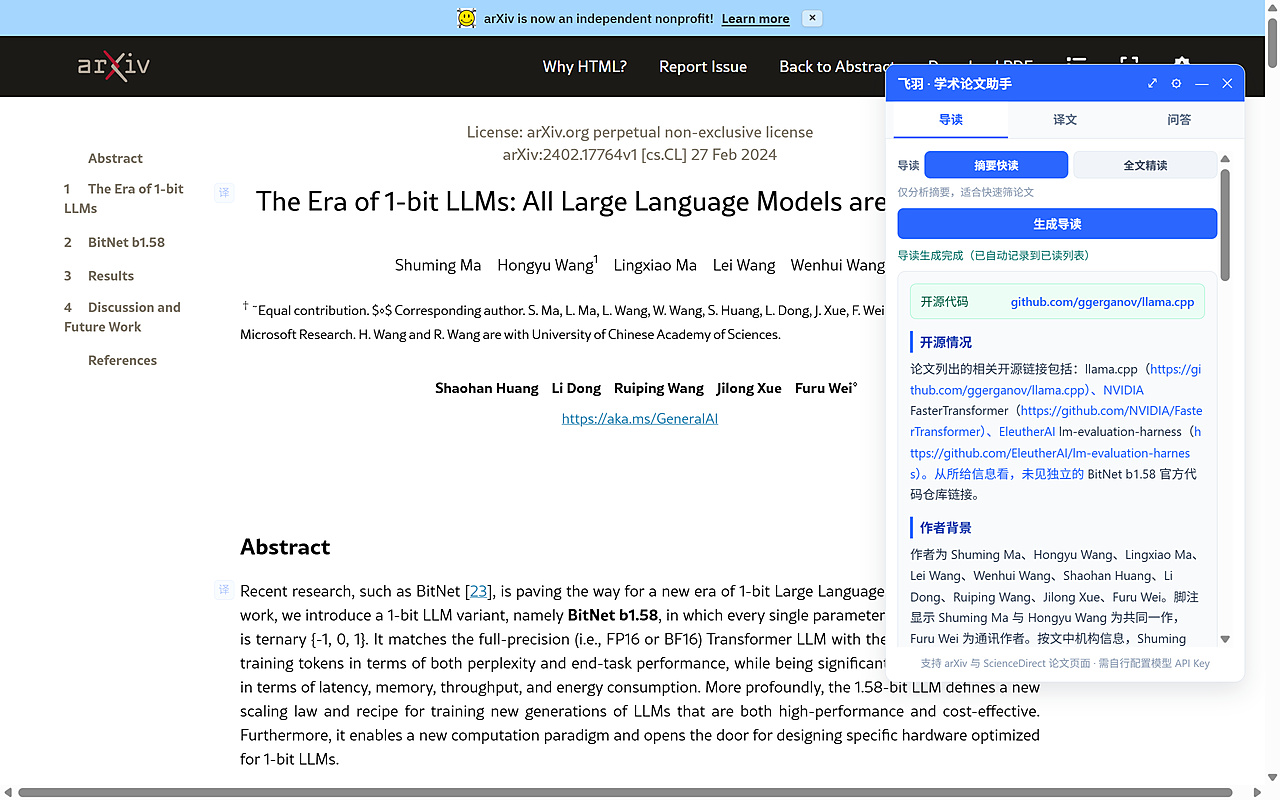 arXiv is now an independent nonprofit! Learn more ×
arXiv
Why HTML? Report Issue Back to Abstract Download PDF
License: arXiv.org perpetual non-exclusive license
arXiv:2402.17764v1 [cs.CL] 27 Feb 2024
Abstract
1 The Era of 1-bit
LLMs
2 BitNet b1.58
3 Results
4 Discussion and
Future Work
References
译
The Era of 1-bit LLMs: All Large Language Models are
Shuming Ma Hongyu Wang1 Lingxiao Ma Lei Wang Wenhui Wang
† ⁻Equal contribution. $⋄$ Corresponding author. S. Ma, L. Ma, L. Wang, W. Wang, S. Huang, L. Dong, J. Xue, F. Wei
Microsoft Research. H. Wang and R. Wang are with University of Chinese Academy of Sciences.
Shaohan Huang Li Dong Ruiping Wang Jilong Xue Furu Wei⋄
https://aka.ms/GeneralAI
Abstract
译
Recent research, such as BitNet [23], is paving the way for a new era of 1-bit Large Language
work, we introduce a 1-bit LLM variant, namely BitNet b1.58, in which every single parameter
is ternary {-1, 0, 1}. It matches the full-precision (i.e., FP16 or BF16) Transformer LLM with the
training tokens in terms of both perplexity and end-task performance, while being significant
in terms of latency, memory, throughput, and energy consumption. More profoundly, the 1.58-bit LLM defines a new
scaling law and recipe for training new generations of LLMs that are both high-performance and cost-effective.
Furthermore, it enables a new computation paradigm and opens the door for designing specific hardware optimized
for 1-bit LLMs.
飞羽 · 学术论文助手
导读 译文 问答
导读 摘要快读 全文精读
仅分析摘要，适合快速筛论文
生成导读
导读生成完成（已自动记录到已读列表）
开源代码 github.com/ggerganov/llama.cpp
开源情况
论文列出的相关开源链接包括：llama.cpp（https://gi
thub.com/ggerganov/llama.cpp）、NVIDIA
FasterTransformer（https://github.com/NVIDIA/Faste
rTransformer）、EleutherAI lm-evaluation-harness（h
ttps://github.com/EleutherAI/lm-evaluation-harnes
s）。从所给信息看，未见独立的 BitNet b1.58 官方代
码仓库链接。
作者背景
作者为 Shuming Ma、Hongyu Wang、Lingxiao Ma、
Lei Wang、Wenhui Wang、Shaohan Huang、Li
Dong、Ruiping Wang、Jilong Xue、Furu Wei。脚注
显示 Shuming Ma 与 Hongyu Wang 为共同一作，
Furu Wei 为通讯作者。按文中机构信息，Shuming
支持 arXiv 与 ScienceDirect 论文页面 · 需自行配置模型 API Key